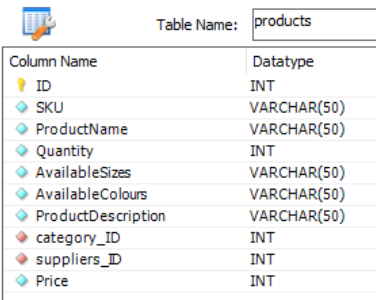 Table Name: products
Column Name Datatype
ID INT
SKU VARCHAR(50)
ProductName VARCHAR(50)
Quantity INT
AvailableSizes VARCHAR(50)
AvailableColours VARCHAR(50)
ProductDescription VARCHAR(50)
category_ID INT
suppliers_ID INT
Price INT